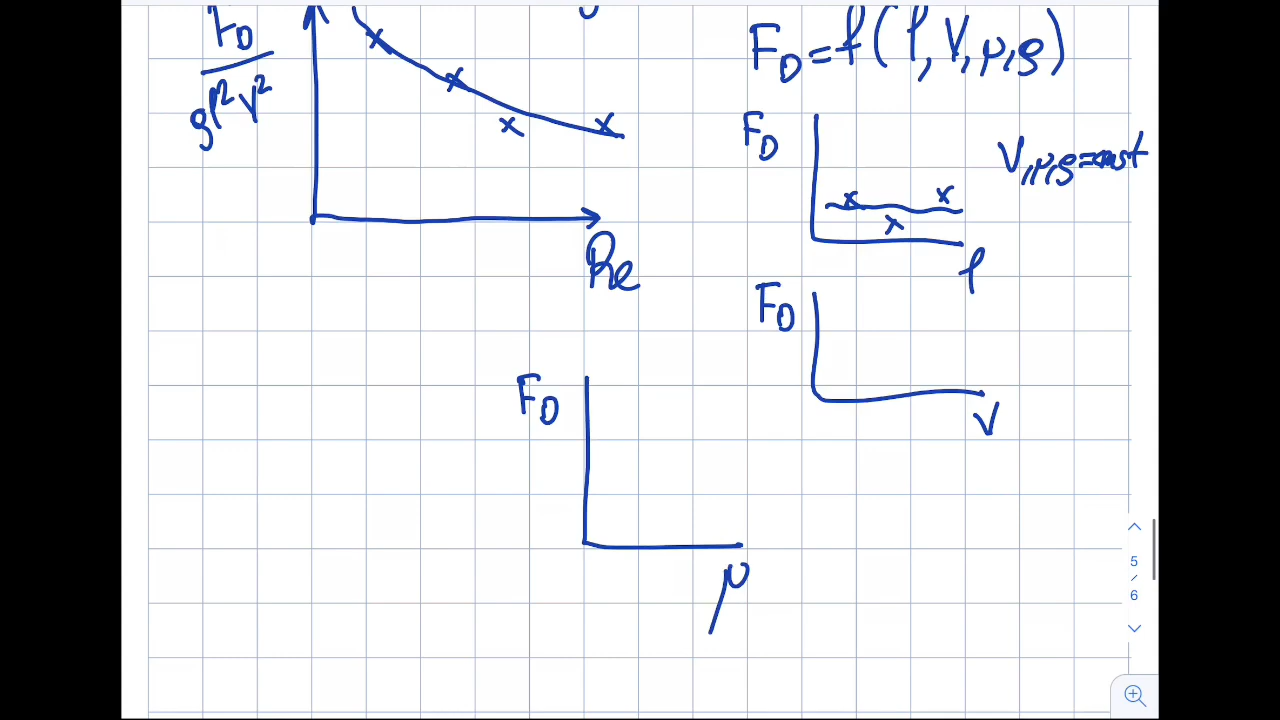 F_D = f(l, V, μ, ρ)
F_D
ρl²V²
F_D
V, μ, ρ = const
Re
l
F_D
F_D
V
μ
5
/
6